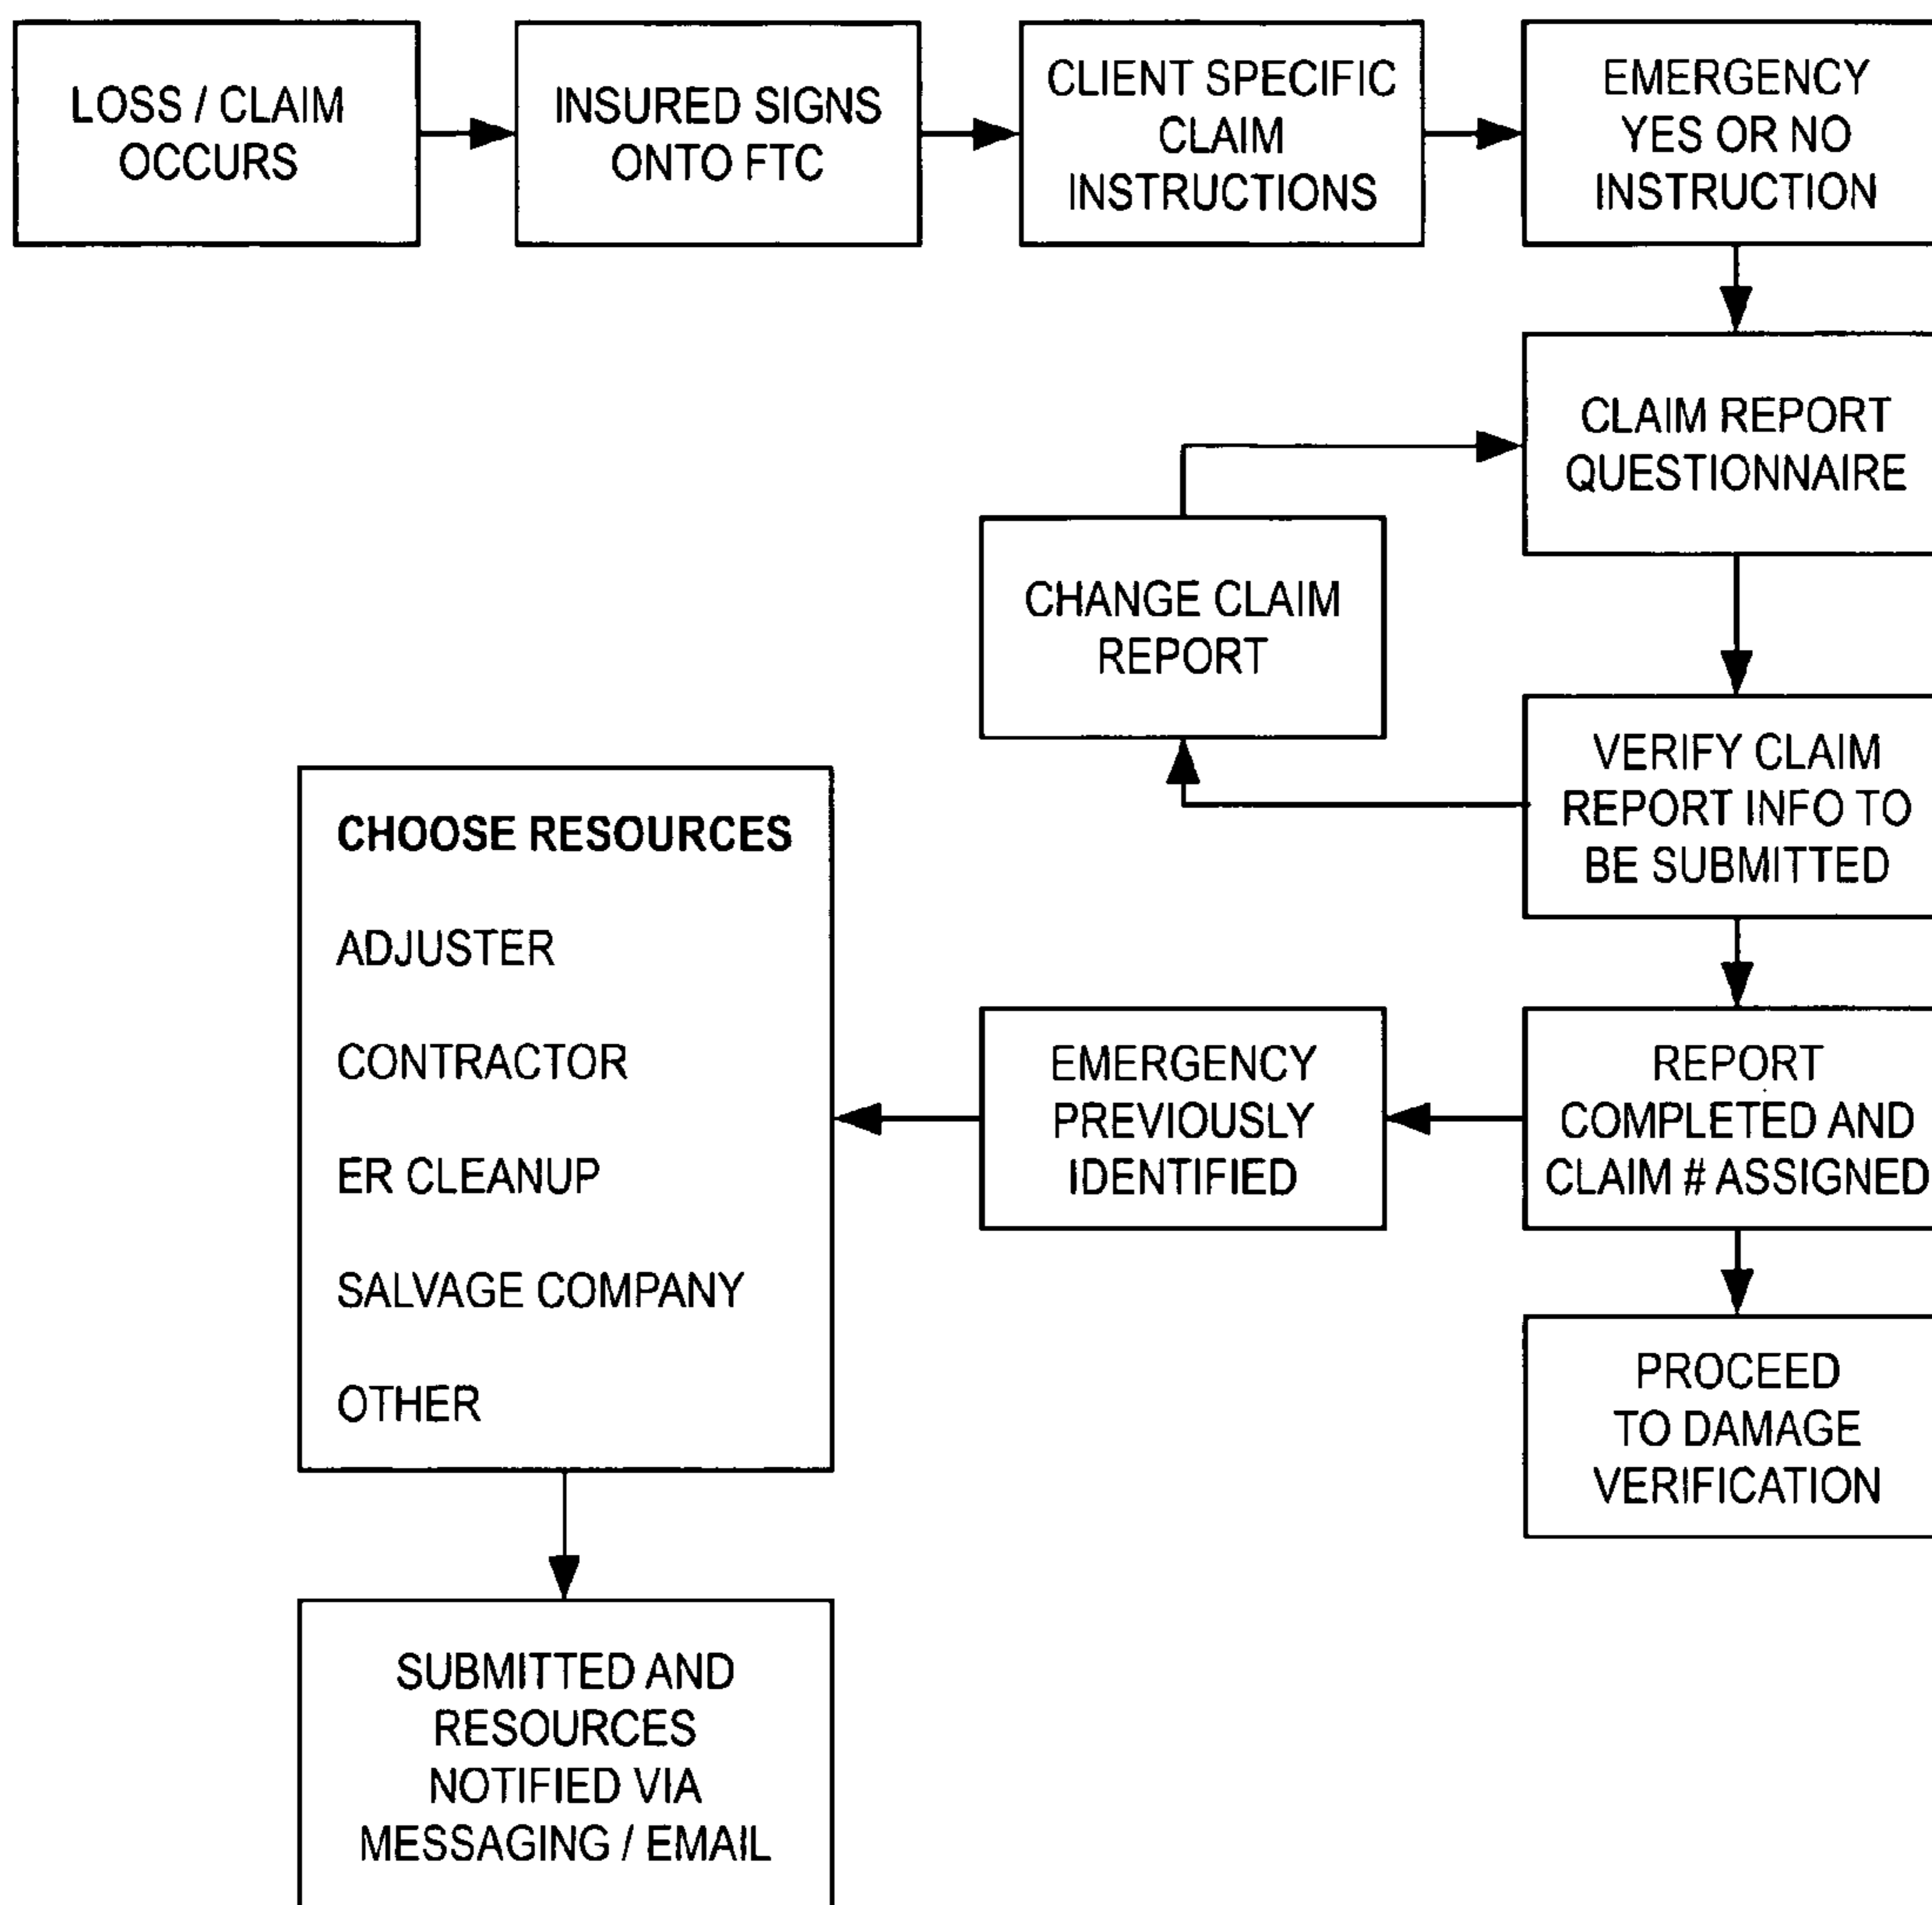 LOSS / CLAIM
OCCURS
INSURED SIGNS
ONTO FTC
CLIENT SPECIFIC
CLAIM
INSTRUCTIONS
EMERGENCY
YES OR NO
INSTRUCTION
CLAIM REPORT
QUESTIONNAIRE
CHANGE CLAIM
REPORT
VERIFY CLAIM
REPORT INFO TO
BE SUBMITTED
REPORT
COMPLETED AND
CLAIM # ASSIGNED
EMERGENCY
PREVIOUSLY
IDENTIFIED
CHOOSE RESOURCES
ADJUSTER
CONTRACTOR
ER CLEANUP
SALVAGE COMPANY
OTHER
PROCEED
TO DAMAGE
VERIFICATION
SUBMITTED AND
RESOURCES
NOTIFIED VIA
MESSAGING / EMAIL